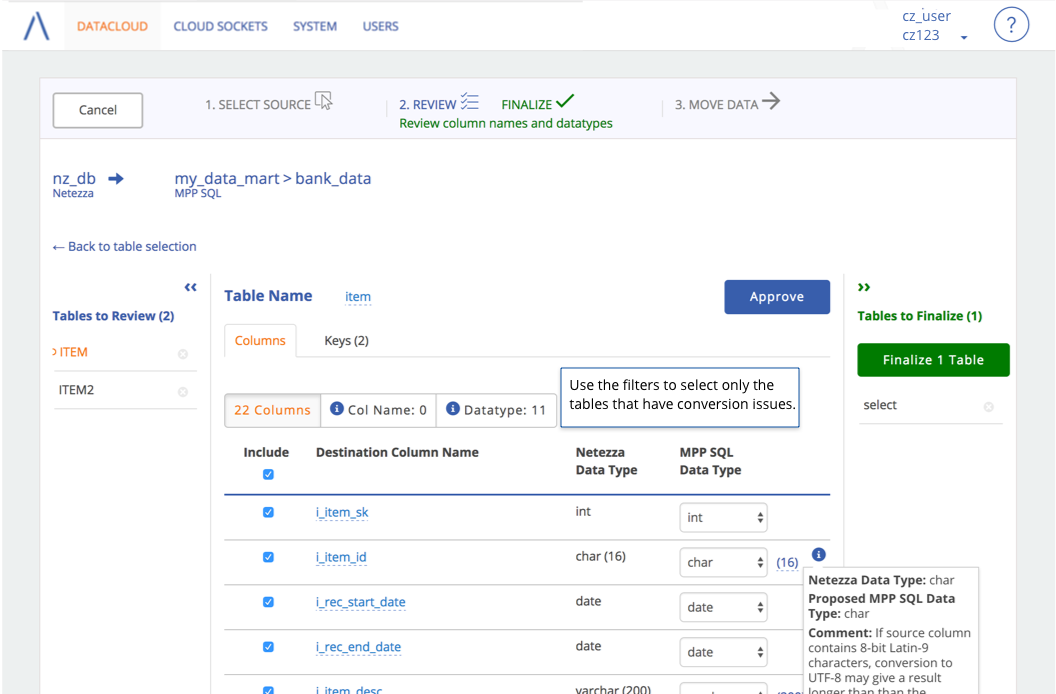 DATACLOUD CLOUD SOCKETS SYSTEM USERS
cz_user
cz123
?
Cancel
1. SELECT SOURCE
2. REVIEW FINALIZE
Review column names and datatypes
3. MOVE DATA
nz_db
Netezza
my_data_mart > bank_data
MPP SQL
← Back to table selection
Tables to Review (2)
ITEM
ITEM2
Table Name item
Approve
Columns Keys (2)
22 Columns Col Name: 0 Datatype: 11
Use the filters to select only the
tables that have conversion issues.
Include Destination Column Name Netezza Data Type MPP SQL Data Type
i_item_sk int int
i_item_id char (16) char (16)
i_rec_start_date date date
i_rec_end_date date date
i_item_desc varchar (200)
Tables to Finalize (1)
Finalize 1 Table
select
Netezza Data Type: char
Proposed MPP SQL Data
Type: char
Comment: If source column
contains 8-bit Latin-9
characters, conversion to
UTF-8 may give a result
longer than than the